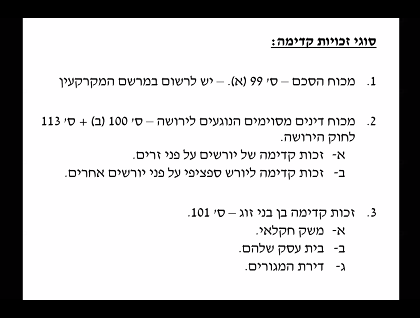 סוגי זכויות קדימה:
1. מכוח הסכם – ס' 99 (א). – יש לרשום במרשם המקרקעין
2. מכוח דינים מסוימים הנוגעים לירושה – ס' 100 (ב) + ס' 113
לחוק הירושה.
א- זכות קדימה של יורשים על פני זרים.
ב- זכות קדימה ליורש ספציפי על פני יורשים אחרים.
3. זכות קדימה בן בני זוג – ס' 101.
א- משק חקלאי.
ב- בית עסק שלהם.
ג- דירת המגורים.